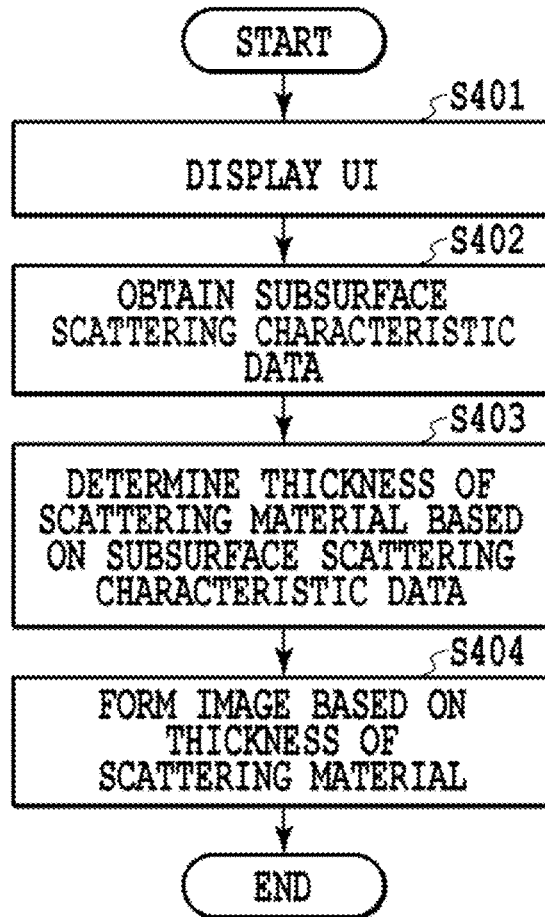 START
S401
DISPLAY UI
S402
OBTAIN SUBSURFACE
SCATTERING CHARACTERISTIC
DATA
S403
DETERMINE THICKNESS OF
SCATTERING MATERIAL BASED
ON SUBSURFACE SCATTERING
CHARACTERISTIC DATA
S404
FORM IMAGE BASED ON
THICKNESS OF
SCATTERING MATERIAL
END